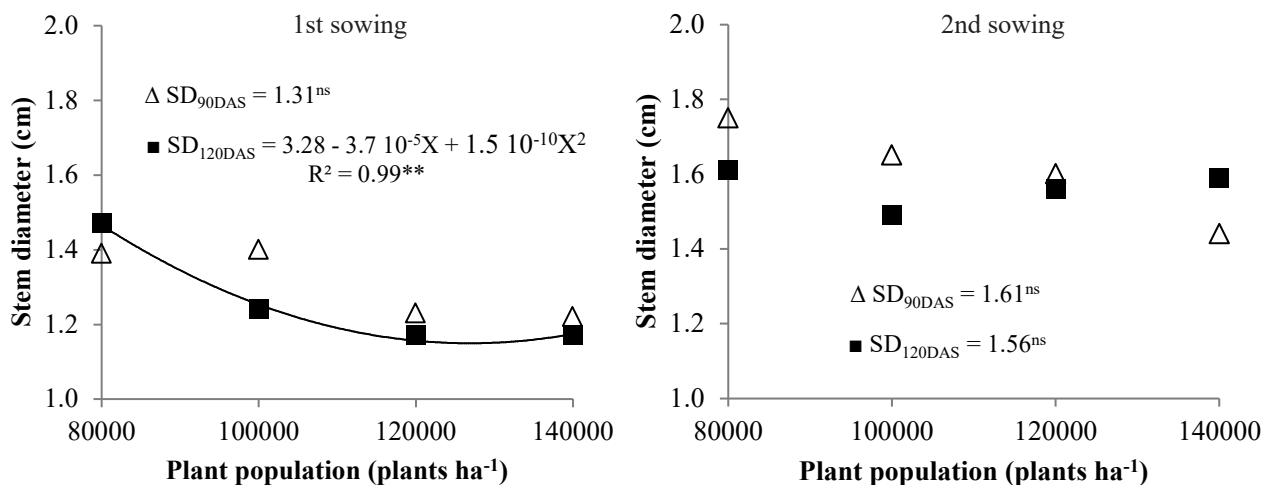 1st sowing
2.0
1.8
1.6
1.4
1.2
1.0
Stem diameter (cm)
Δ SD90DAS = 1.31ns
■ SD120DAS = 3.28 - 3.7 10-5X + 1.5 10-10X2
R² = 0.99**
80000 100000 120000 140000
Plant population (plants ha-1)
2nd sowing
2.0
1.8
1.6
1.4
1.2
1.0
Stem diameter (cm)
Δ SD90DAS = 1.61ns
■ SD120DAS = 1.56ns
80000 100000 120000 140000
Plant population (plants ha-1)